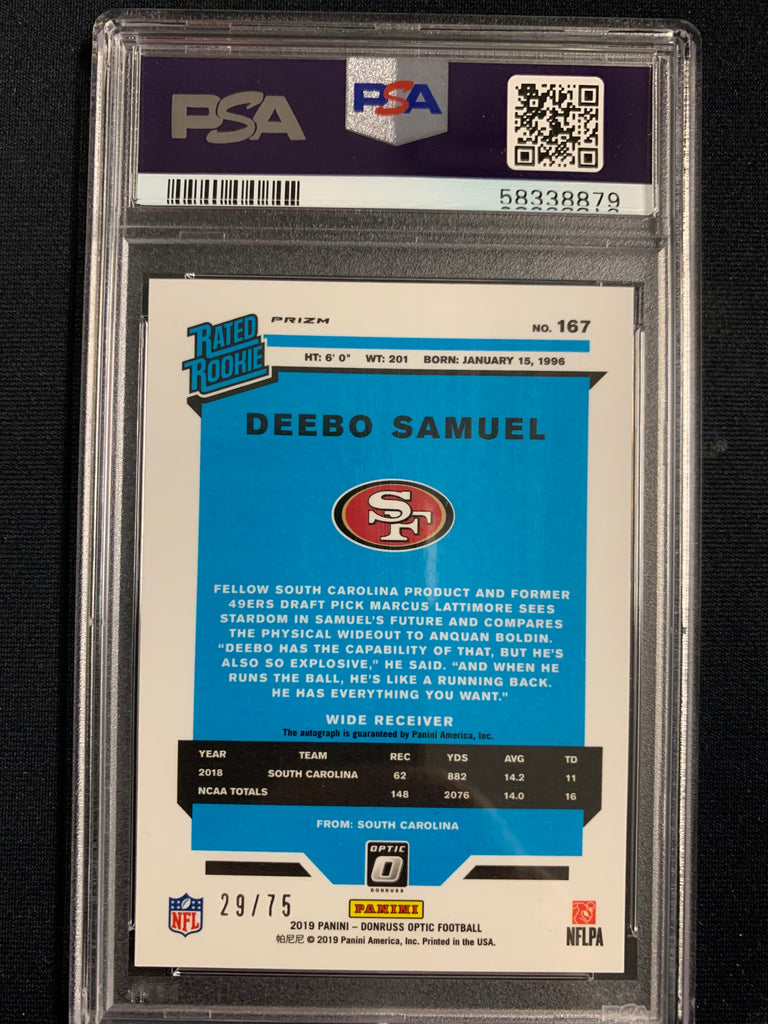 PSA
PSA
58338879
RATED
ROOKIE
PRIZM
NO. 167
HT: 6' 0" WT: 201 BORN: JANUARY 15, 1996
DEEBO SAMUEL
SF
FELLOW SOUTH CAROLINA PRODUCT AND FORMER
49ERS DRAFT PICK MARCUS LATTIMORE SEES
STARDOM IN SAMUEL'S FUTURE AND COMPARES
THE PHYSICAL WIDEOUT TO ANQUAN BOLDIN.
"DEEBO HAS THE CAPABILITY OF THAT, BUT HE'S
ALSO SO EXPLOSIVE," HE SAID. "AND WHEN HE
RUNS THE BALL, HE'S LIKE A RUNNING BACK.
HE HAS EVERYTHING YOU WANT."
WIDE RECEIVER
The autograph is guaranteed by Panini America, Inc.
YEAR TEAM REC YDS AVG TD
2018 SOUTH CAROLINA 62 882 14.2 11
NCAA TOTALS 148 2076 14.0 16
FROM: SOUTH CAROLINA
OPTIC
O
DONRUSS
NFL
29/75
PANINI
NFLPA
2019 PANINI – DONRUSS OPTIC FOOTBALL
帕尼尼 © 2019 Panini America, Inc. Printed in the USA.
PSA